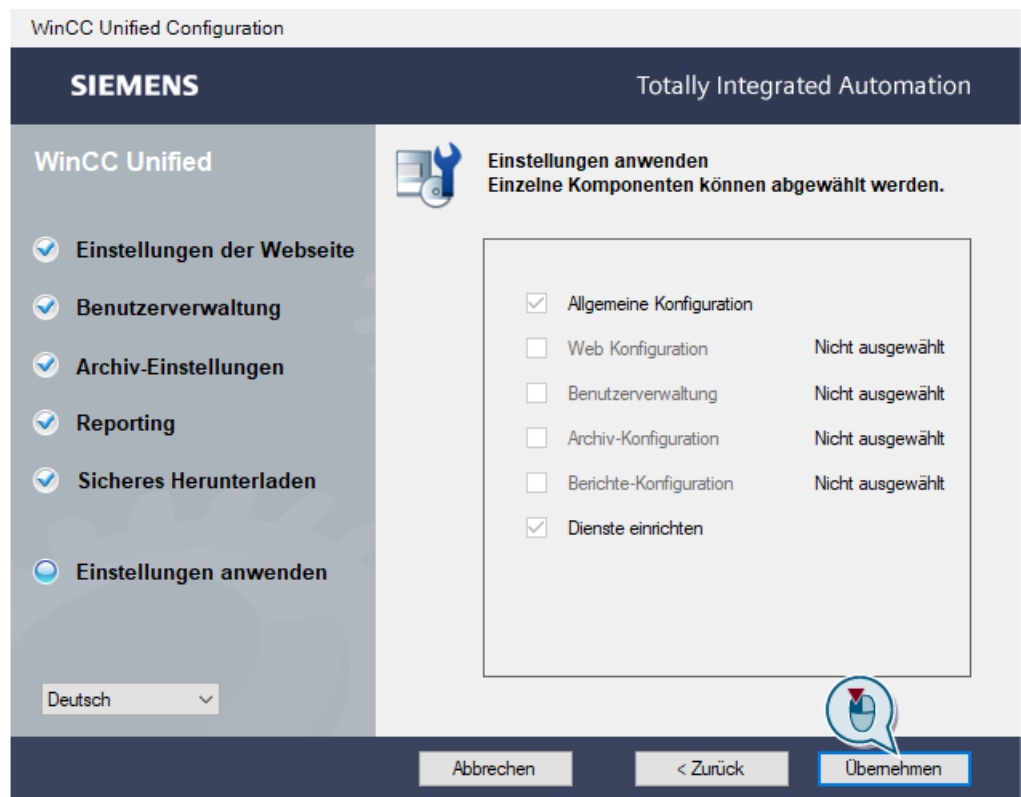 WinCC Unified Configuration
SIEMENS
Totally Integrated Automation
WinCC Unified
Einstellungen der Webseite
Benutzerverwaltung
Archiv-Einstellungen
Reporting
Sicheres Herunterladen
Einstellungen anwenden
Deutsch
Einstellungen anwenden
Einzelne Komponenten können abgewählt werden.
Allgemeine Konfiguration
Web Konfiguration Nicht ausgewählt
Benutzerverwaltung Nicht ausgewählt
Archiv-Konfiguration Nicht ausgewählt
Berichte-Konfiguration Nicht ausgewählt
Dienste einrichten
Abbrechen
< Zurück
Übernehmen